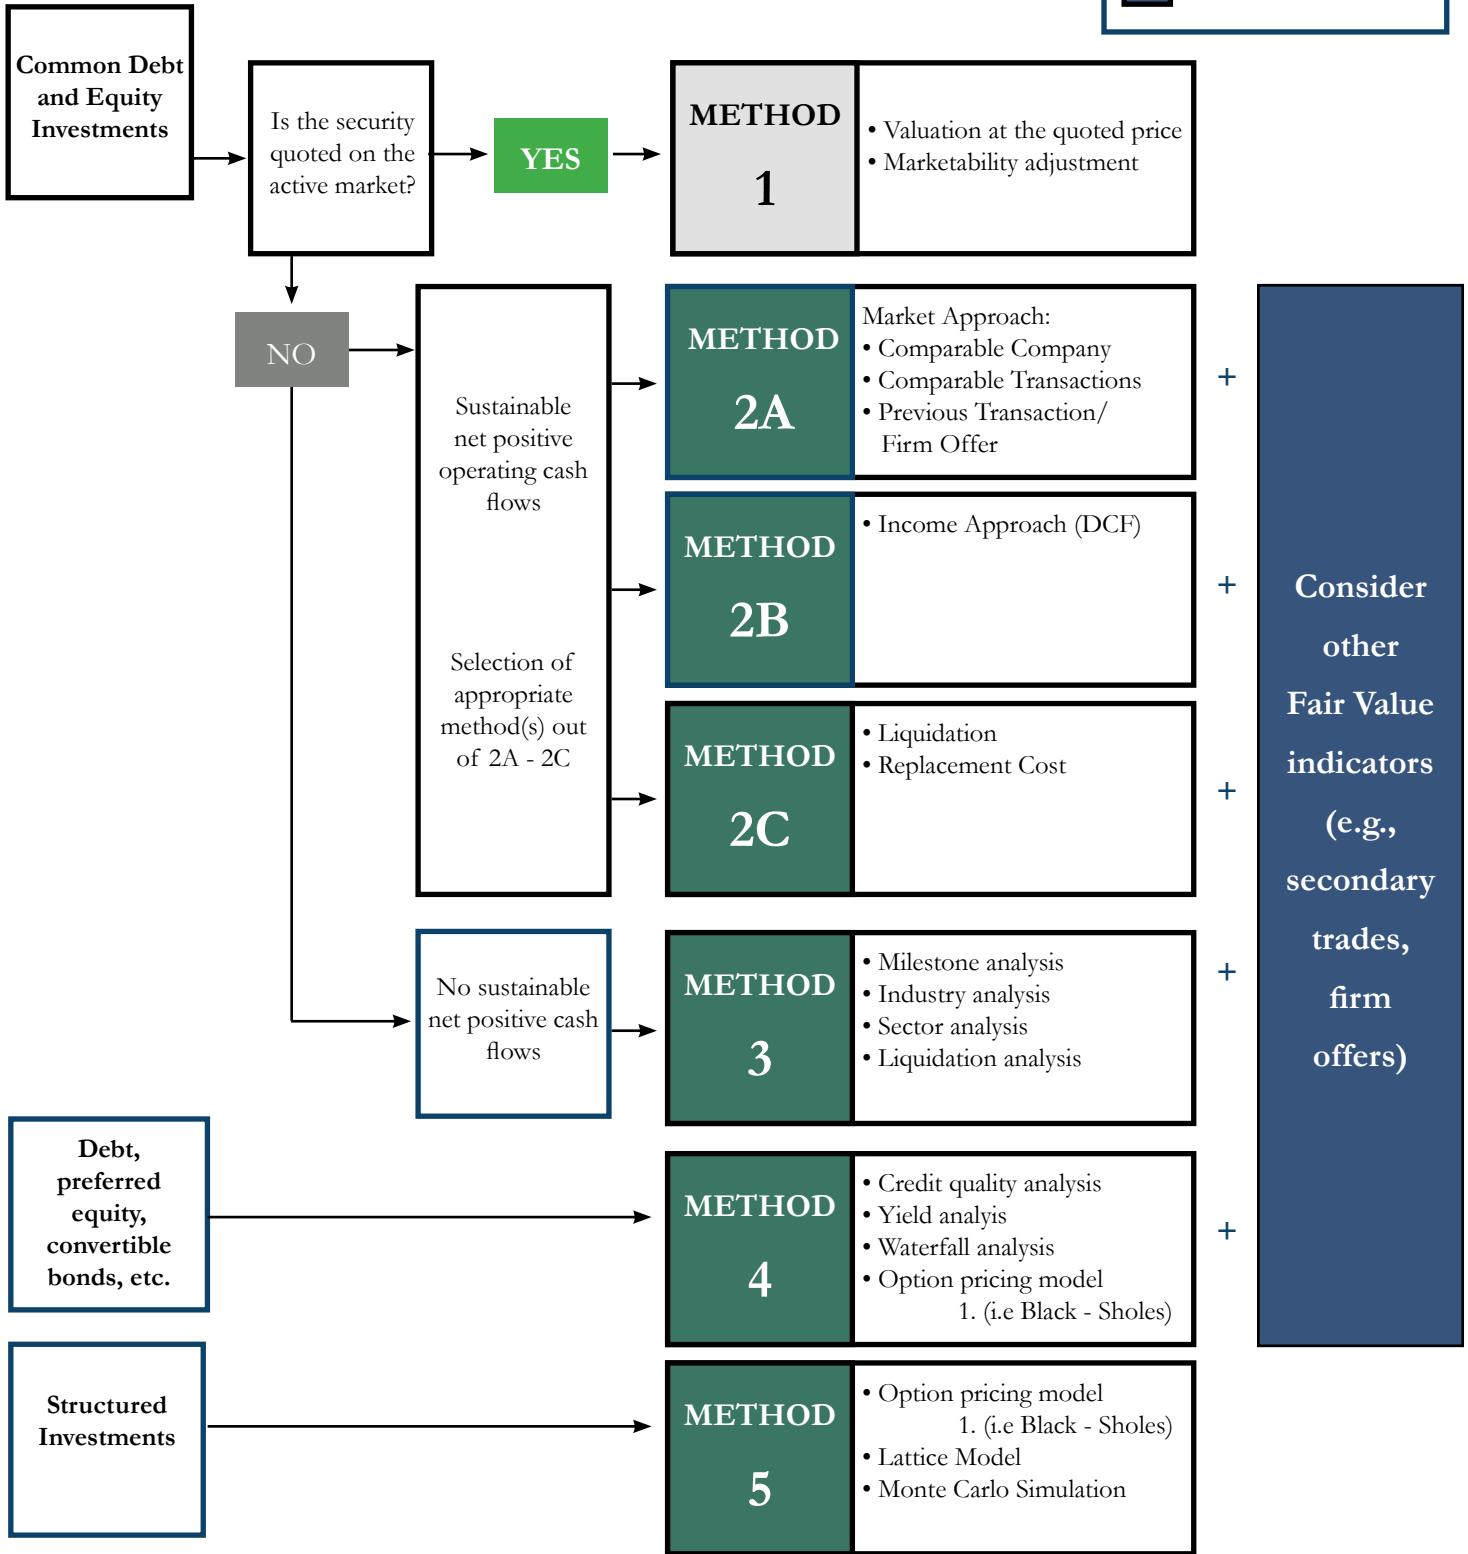 Common Debt
and Equity
Investments
Is the security
quoted on the
active market?
YES
METHOD
1
• Valuation at the quoted price
• Marketability adjustment
NO
Sustainable
net positive
operating cash
flows
Selection of
appropriate
method(s) out
of 2A - 2C
METHOD
2A
Market Approach:
• Comparable Company
• Comparable Transactions
• Previous Transaction/
Firm Offer
+
METHOD
2B
• Income Approach (DCF)
+
METHOD
2C
• Liquidation
• Replacement Cost
+
No sustainable
net positive cash
flows
METHOD
3
• Milestone analysis
• Industry analysis
• Sector analysis
• Liquidation analysis
+
Debt,
preferred
equity,
convertible
bonds, etc.
METHOD
4
• Credit quality analysis
• Yield analyis
• Waterfall analysis
• Option pricing model
1. (i.e Black - Sholes)
+
Consider
other
Fair Value
indicators
(e.g.,
secondary
trades,
firm
offers)
Structured
Investments
METHOD
5
• Option pricing model
1. (i.e Black - Sholes)
• Lattice Model
• Monte Carlo Simulation